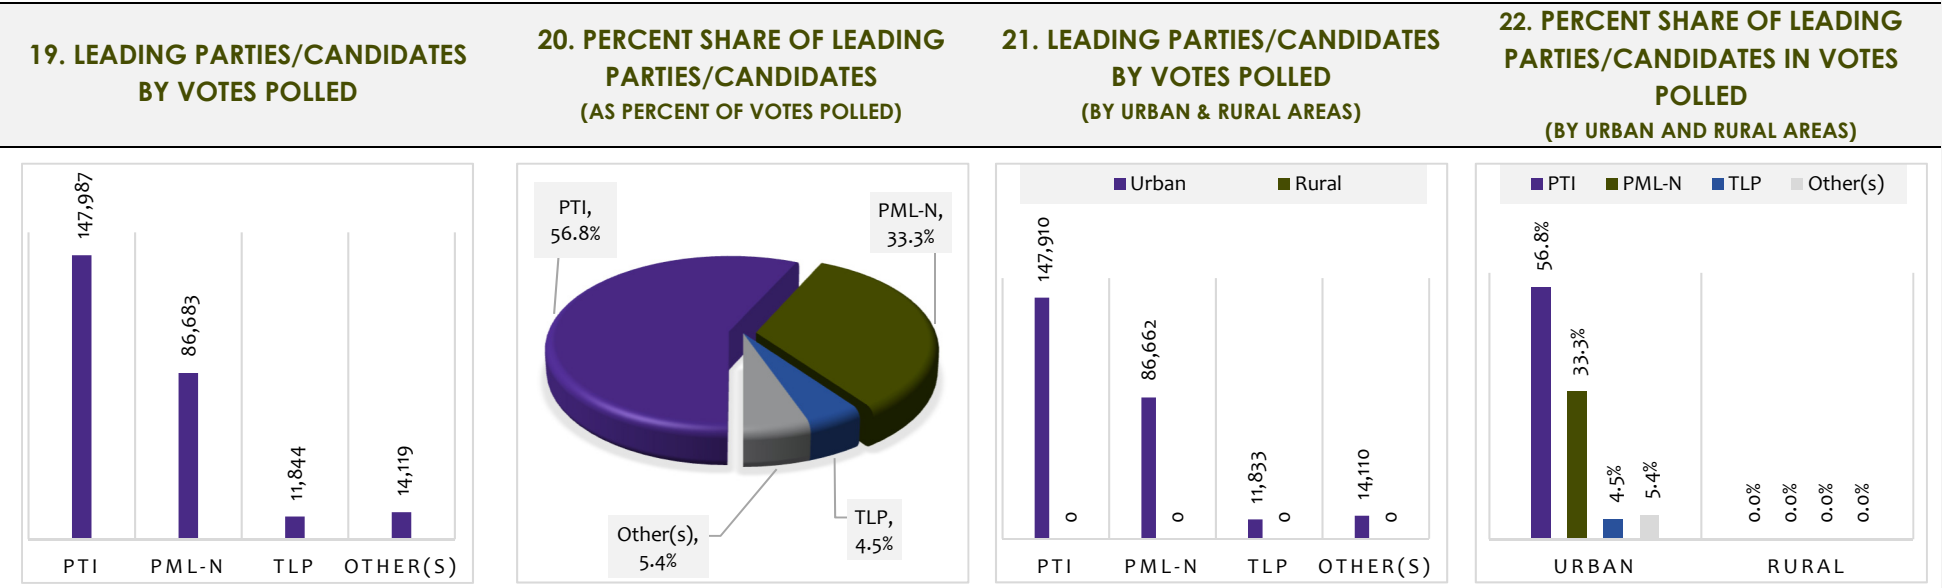 19. LEADING PARTIES/CANDIDATES
BY VOTES POLLED
20. PERCENT SHARE OF LEADING
PARTIES/CANDIDATES
(AS PERCENT OF VOTES POLLED)
21. LEADING PARTIES/CANDIDATES
BY VOTES POLLED
(BY URBAN & RURAL AREAS)
22. PERCENT SHARE OF LEADING
PARTIES/CANDIDATES IN VOTES
POLLED
(BY URBAN AND RURAL AREAS)
147,987
86,683
11,844
14,119
PTI PML-N TLP OTHER(S)
PTI,
56.8%
PML-N,
33.3%
TLP,
4.5%
Other(s),
5.4%
Urban Rural
147,910
0
86,662
0
11,833
0
14,110
0
PTI PML-N TLP OTHER(S)
PTI PML-N TLP Other(s)
56.8%
33.3%
4.5%
5.4%
0.0%
0.0%
0.0%
0.0%
URBAN RURAL